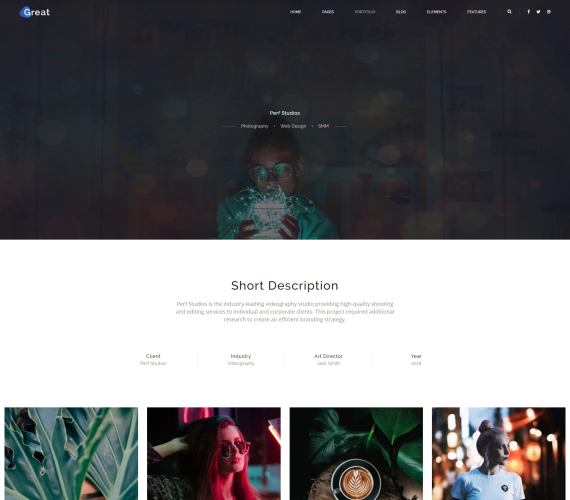 Great
HOME PAGES PORTFOLIO BLOG ELEMENTS FEATURES
Perf Studios
Photography • Web Design • SMM
Short Description
Perf Studios is the industry-leading videography studio providing high-quality shooting
and editing services to individual and corporate clients. This project required additional
research to create an efficent branding strategy.
Client Industry Art Director Year
Perf Studios Videography Jack Smith 2018